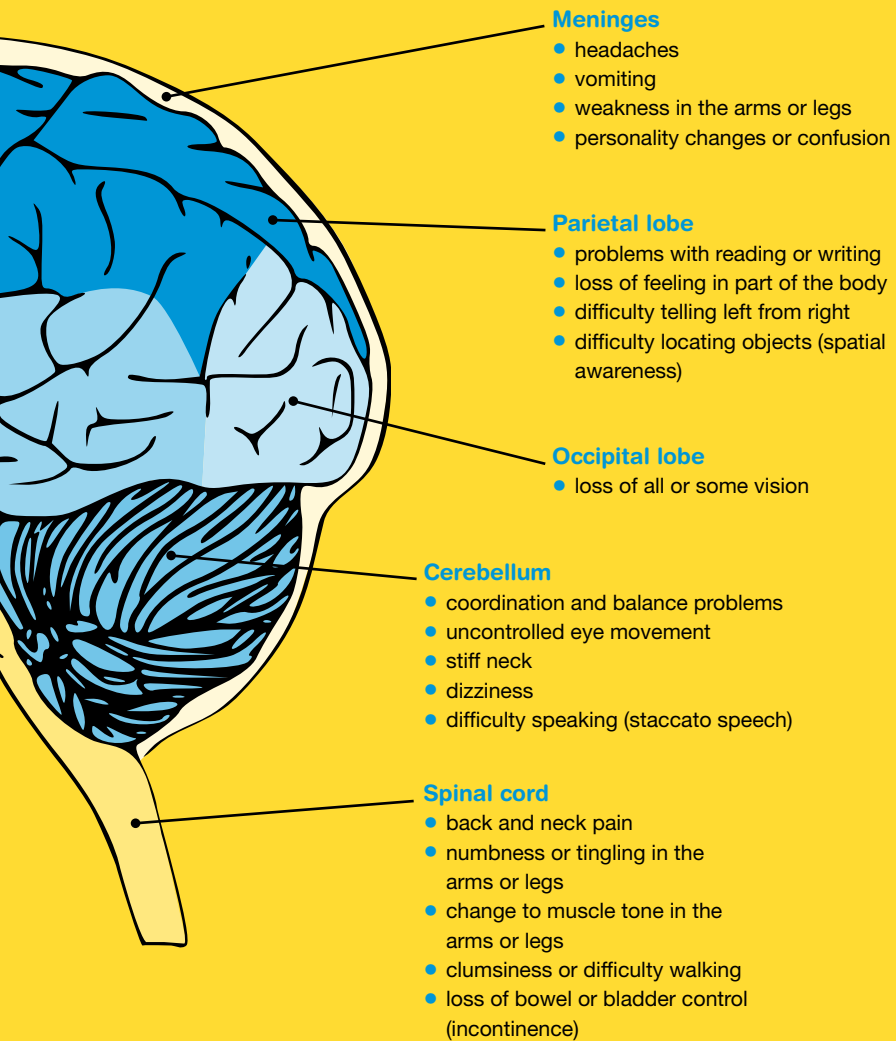 Meninges
● headaches
● vomiting
● weakness in the arms or legs
● personality changes or confusion
Parietal lobe
● problems with reading or writing
● loss of feeling in part of the body
● difficulty telling left from right
● difficulty locating objects (spatial
awareness)
Occipital lobe
● loss of all or some vision
Cerebellum
● coordination and balance problems
● uncontrolled eye movement
● stiff neck
● dizziness
● difficulty speaking (staccato speech)
Spinal cord
● back and neck pain
● numbness or tingling in the
arms or legs
● change to muscle tone in the
arms or legs
● clumsiness or difficulty walking
● loss of bowel or bladder control
(incontinence)